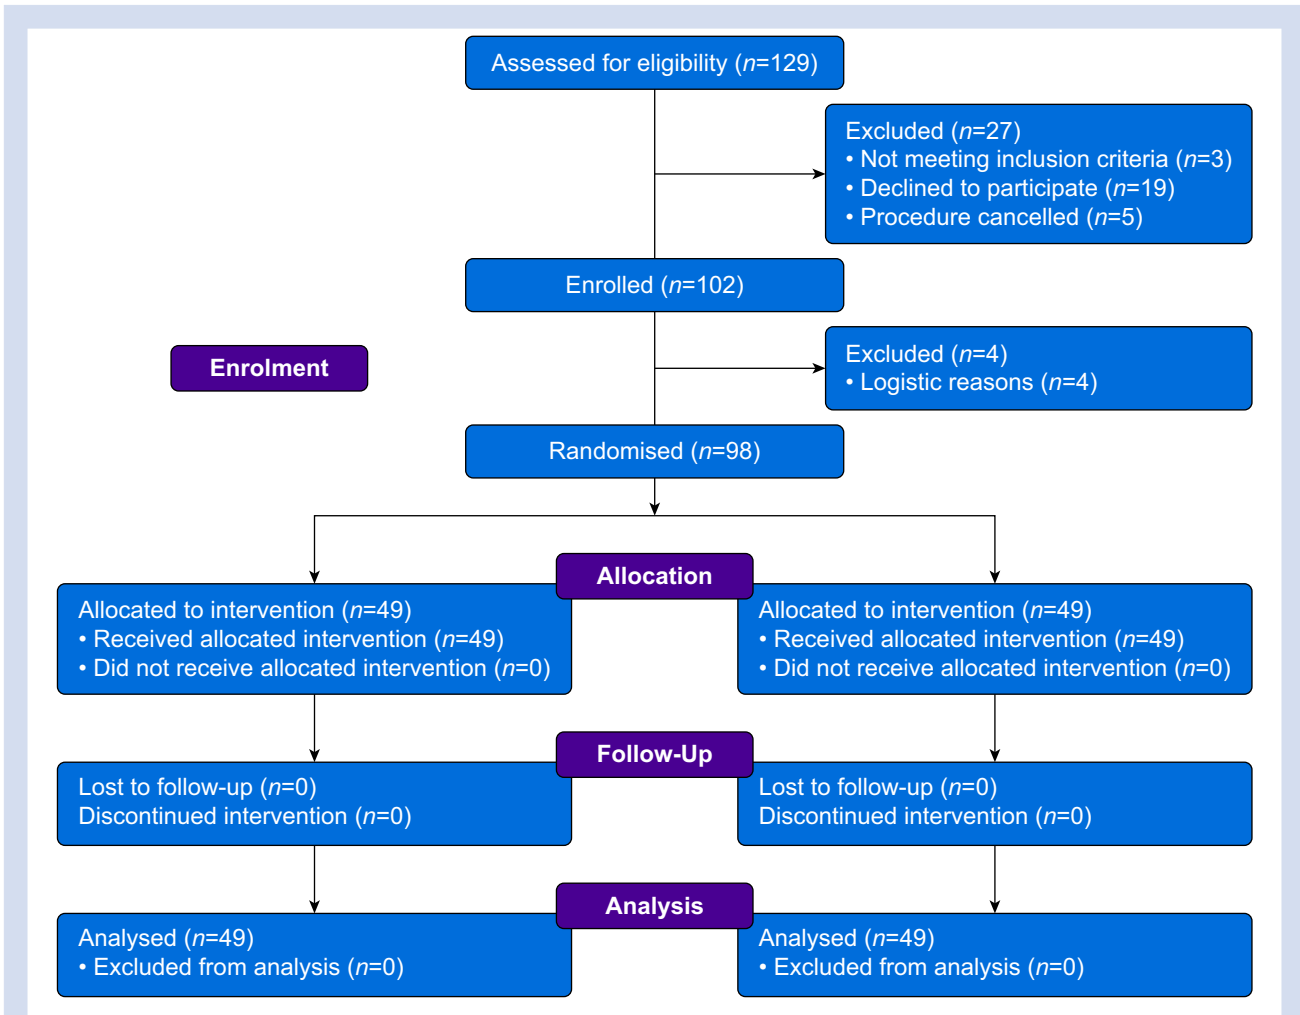 Assessed for eligibility (n=129)
Excluded (n=27)
• Not meeting inclusion criteria (n=3)
• Declined to participate (n=19)
• Procedure cancelled (n=5)
Enrolled (n=102)
Enrolment
Excluded (n=4)
• Logistic reasons (n=4)
Randomised (n=98)
Allocation
Allocated to intervention (n=49)
• Received allocated intervention (n=49)
• Did not receive allocated intervention (n=0)
Allocated to intervention (n=49)
• Received allocated intervention (n=49)
• Did not receive allocated intervention (n=0)
Follow-Up
Lost to follow-up (n=0)
Discontinued intervention (n=0)
Lost to follow-up (n=0)
Discontinued intervention (n=0)
Analysis
Analysed (n=49)
• Excluded from analysis (n=0)
Analysed (n=49)
• Excluded from analysis (n=0)